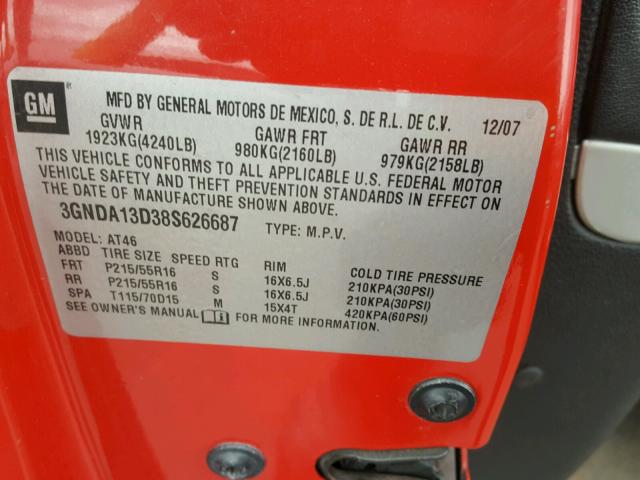 GM
MFD BY GENERAL MOTORS DE MEXICO, S. DE R.L. DE C.V. 12/07
GVWR GAWR FRT GAWR RR
1923KG(4240LB) 980KG(2160LB) 979KG(2158LB)
THIS VEHICLE CONFORMS TO ALL APPLICABLE U.S. FEDERAL MOTOR
VEHICLE SAFETY AND THEFT PREVENTION STANDARDS IN EFFECT ON
THE DATE OF MANUFACTURE SHOWN ABOVE.
3GNDA13D38S626687 TYPE: M.P.V.
MODEL: AT46
ABBD TIRE SIZE SPEED RTG RIM COLD TIRE PRESSURE
FRT P215/55R16 S 16X6.5J 210KPA(30PSI)
RR P215/55R16 S 16X6.5J 210KPA(30PSI)
SPA T115/70D15 M 15X4T 420KPA(60PSI)
SEE OWNER'S MANUAL FOR MORE INFORMATION.